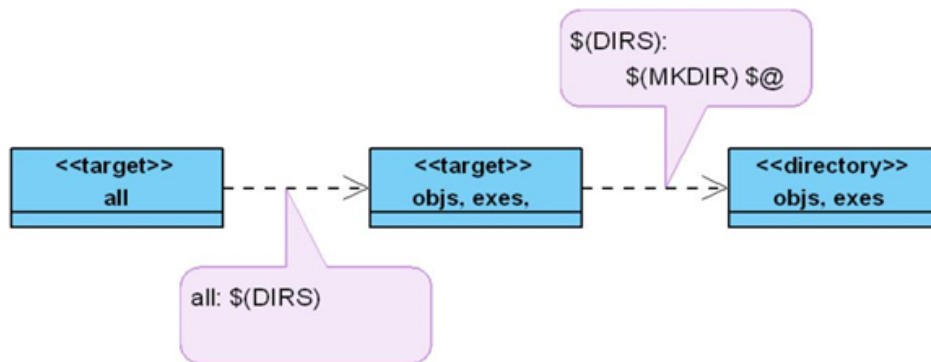 $(DIRS):
$(MKDIR) $@
<<target>>
all
<<target>>
objs, exes,
<<directory>>
objs, exes
all: $(DIRS)